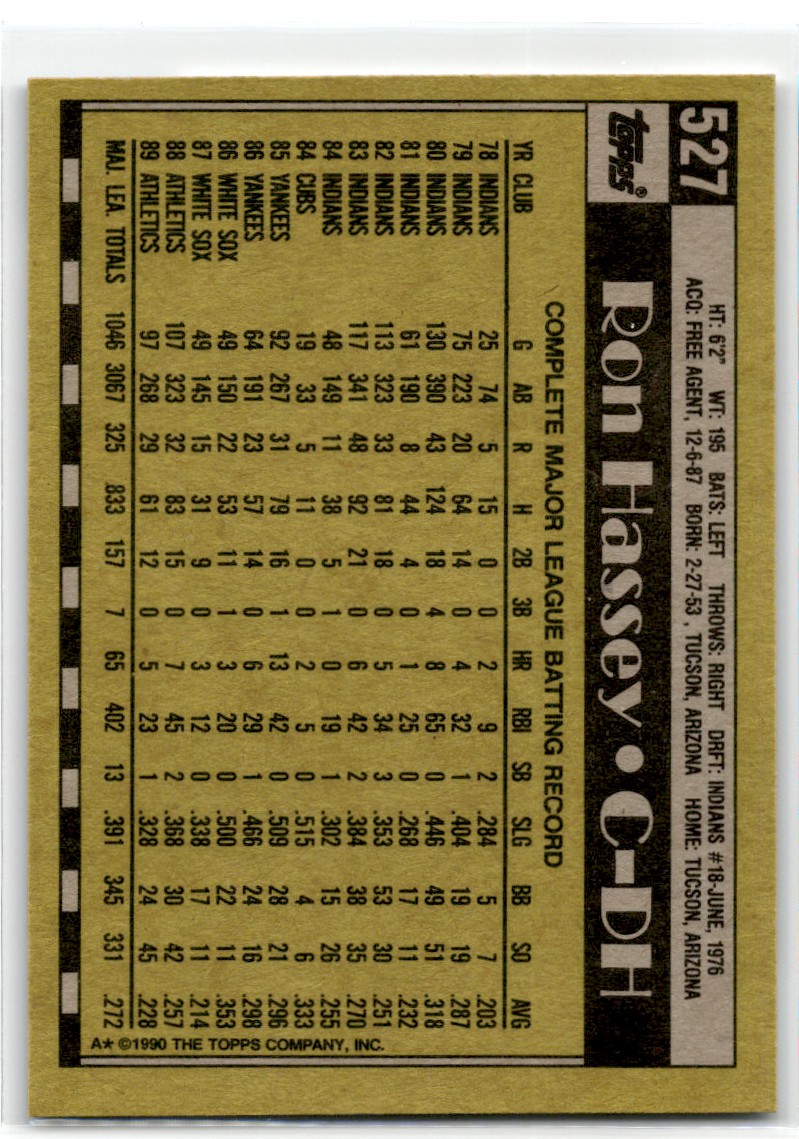 527
topps®
HT: 6'2" WT: 195 BATS: LEFT THROWS: RIGHT DRFT: INDIANS #18-JUNE, 1976
ACQ: FREE AGENT, 12-6-87 BORN: 2-27-53, TUCSON, ARIZONA HOME: TUCSON, ARIZONA
Ron Hassey • C-DH
COMPLETE MAJOR LEAGUE BATTING RECORD
YR CLUB G AB R H 2B 3B HR RBI SB SLG BB SO AVG
78 INDIANS 25 74 5 15 0 0 2 9 2 .284 5 7 .203
79 INDIANS 75 223 20 64 14 0 4 32 1 .404 19 19 .287
80 INDIANS 130 390 43 124 18 4 8 65 0 .446 49 51 .318
81 INDIANS 61 190 8 44 4 0 1 25 0 .268 17 11 .232
82 INDIANS 113 323 33 81 18 0 5 34 3 .353 53 30 .251
83 INDIANS 117 341 48 92 21 0 6 42 2 .384 38 35 .270
84 INDIANS 48 149 11 38 5 1 0 19 1 .302 15 26 .255
84 CUBS 19 33 5 11 0 0 2 5 0 .515 4 6 .333
85 YANKEES 92 267 31 79 16 1 13 42 0 .509 28 21 .296
86 YANKEES 64 191 23 57 14 0 6 29 1 .466 24 16 .298
86 WHITE SOX 49 150 22 53 11 1 3 20 0 .500 22 11 .353
87 WHITE SOX 49 145 15 31 9 0 3 12 0 .338 17 11 .214
88 ATHLETICS 107 323 32 83 15 0 7 45 2 .368 30 42 .257
89 ATHLETICS 97 268 29 61 12 0 5 23 1 .328 24 45 .228
MAJ. LEA. TOTALS 1046 3067 325 .833 157 7 65 402 13 .391 345 331 .272
A* ©1990 THE TOPPS COMPANY, INC.